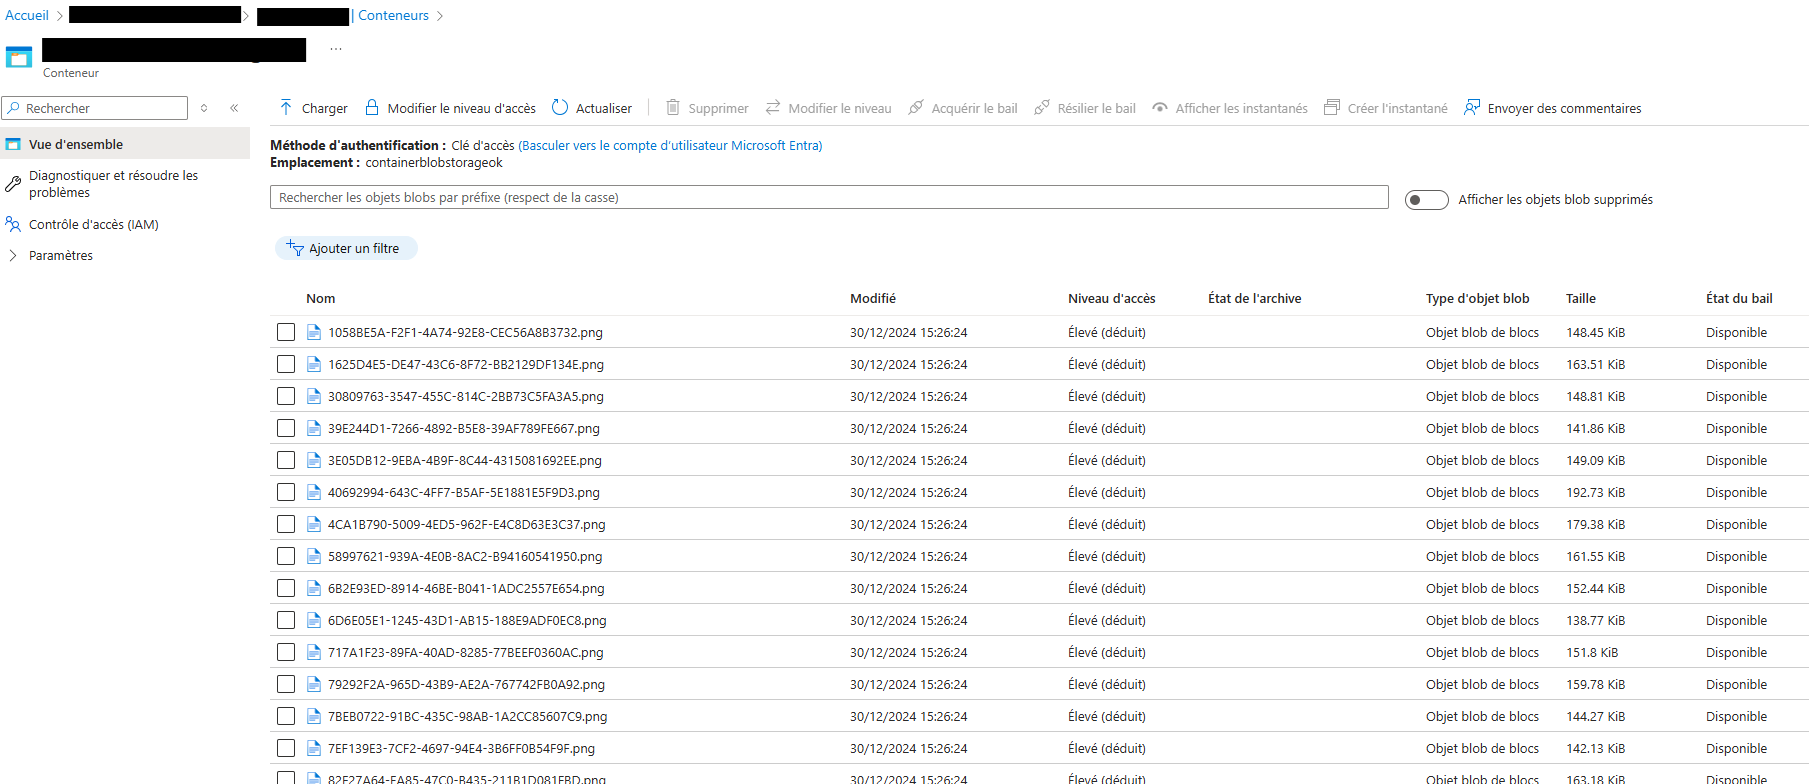 Accueil > > | Conteneurs >
...
Conteneur
Rechercher
Charger Modifier le niveau d'accès Actualiser Supprimer Modifier le niveau Acquérir le bail Résilier le bail Afficher les instantanés Créer l'instantané Envoyer des commentaires
Vue d'ensemble
Diagnostiquer et résoudre les
problèmes
Contrôle d'accès (IAM)
Paramètres
Méthode d'authentification : Clé d'accès (Basculer vers le compte d'utilisateur Microsoft Entra)
Emplacement : containerblobstorageok
Rechercher les objets blobs par préfixe (respect de la casse)
Afficher les objets blob supprimés
Ajouter un filtre
Nom Modifié Niveau d'accès État de l'archive Type d'objet blob Taille État du bail
1058BE5A-F2F1-4A74-92E8-CEC56A8B3732.png 30/12/2024 15:26:24 Élevé (déduit) Objet blob de blocs 148.45 KiB Disponible
1625D4E5-DE47-43C6-8F72-BB2129DF134E.png 30/12/2024 15:26:24 Élevé (déduit) Objet blob de blocs 163.51 KiB Disponible
30809763-3547-455C-814C-2BB73C5FA3A5.png 30/12/2024 15:26:24 Élevé (déduit) Objet blob de blocs 148.81 KiB Disponible
39E244D1-7266-4892-B5E8-39AF789FE667.png 30/12/2024 15:26:24 Élevé (déduit) Objet blob de blocs 141.86 KiB Disponible
3E05DB12-9EBA-4B9F-8C44-4315081692EE.png 30/12/2024 15:26:24 Élevé (déduit) Objet blob de blocs 149.09 KiB Disponible
40692994-643C-4FF7-B5AF-5E1881E5F9D3.png 30/12/2024 15:26:24 Élevé (déduit) Objet blob de blocs 192.73 KiB Disponible
4CA1B790-5009-4ED5-962F-E4C8D63E3C37.png 30/12/2024 15:26:24 Élevé (déduit) Objet blob de blocs 179.38 KiB Disponible
58997621-939A-4E0B-8AC2-B94160541950.png 30/12/2024 15:26:24 Élevé (déduit) Objet blob de blocs 161.55 KiB Disponible
6B2E93ED-8914-46BE-B041-1ADC2557E654.png 30/12/2024 15:26:24 Élevé (déduit) Objet blob de blocs 152.44 KiB Disponible
6D6E05E1-1245-43D1-AB15-188E9ADF0EC8.png 30/12/2024 15:26:24 Élevé (déduit) Objet blob de blocs 138.77 KiB Disponible
717A1F23-89FA-40AD-8285-77BEEF0360AC.png 30/12/2024 15:26:24 Élevé (déduit) Objet blob de blocs 151.8 KiB Disponible
79292F2A-965D-43B9-AE2A-767742FB0A92.png 30/12/2024 15:26:24 Élevé (déduit) Objet blob de blocs 159.78 KiB Disponible
7BEB0722-91BC-435C-98AB-1A2CC85607C9.png 30/12/2024 15:26:24 Élevé (déduit) Objet blob de blocs 144.27 KiB Disponible
7EF139E3-7CF2-4697-94E4-3B6FF0B54F9F.png 30/12/2024 15:26:24 Élevé (déduit) Objet blob de blocs 142.13 KiB Disponible
30/12/2024 15:26:24 Élevé (déduit) Objet blob de blocs 163.18 KiB Disponible